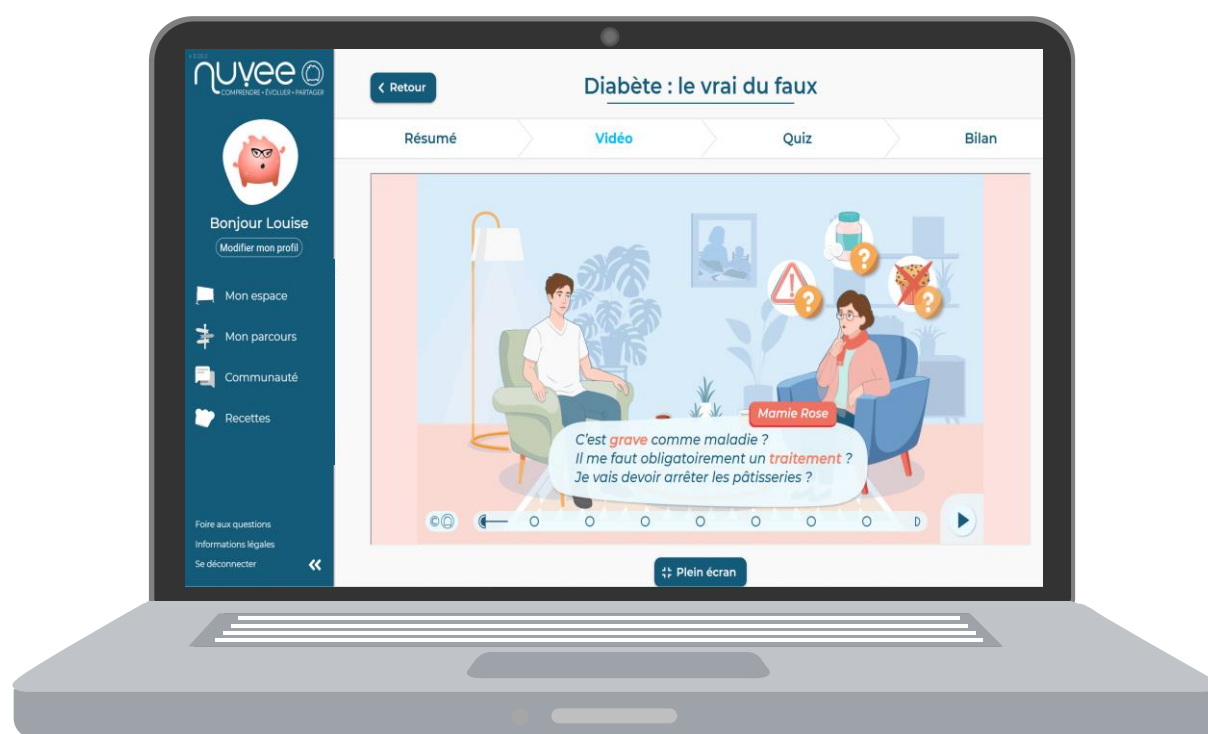 nuvee
COMPRENDRE • ÉVOLUER • PARTAGER
Bonjour Louise
Modifier mon profil
Mon espace
Mon parcours
Communauté
Recettes
Foire aux questions
Informations légales
Se déconnecter
Retour
Diabète : le vrai du faux
Résumé
Vidéo
Quiz
Bilan
Mamie Rose
C'est grave comme maladie ?
Il me faut obligatoirement un traitement ?
Je vais devoir arrêter les pâtisseries ?
Plein écran